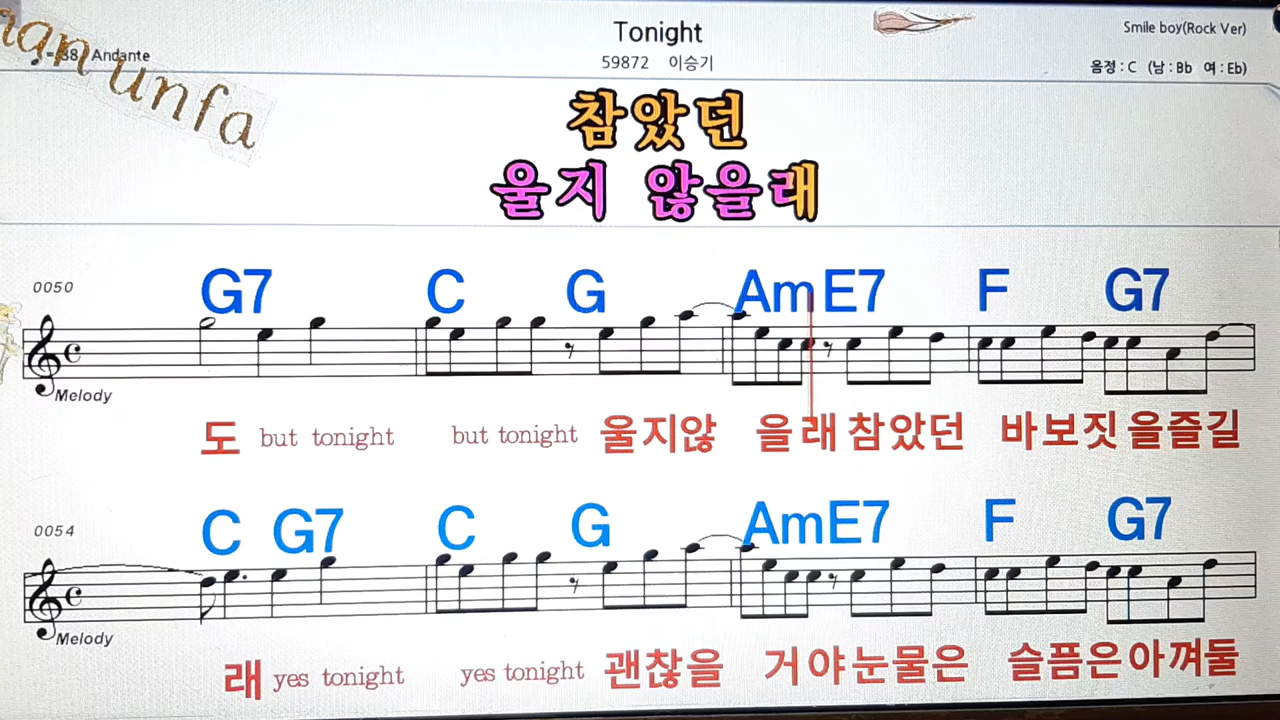 Tonight
Smile boy(Rock Ver)
Andante
59872 이승기
음정 : C (남 : Bb 여 : Eb)
unfa
참았던
울지 않을래
0050
G7 C G Am E7 F G7
Melody
도 but tonight but tonight 울지않 을래 참았던 바보짓 을즐길
0054
C G7 C G Am E7 F G7
Melody
래 yes tonight yes tonight 괜찮을 거야 눈물은 슬픔은 아껴둘